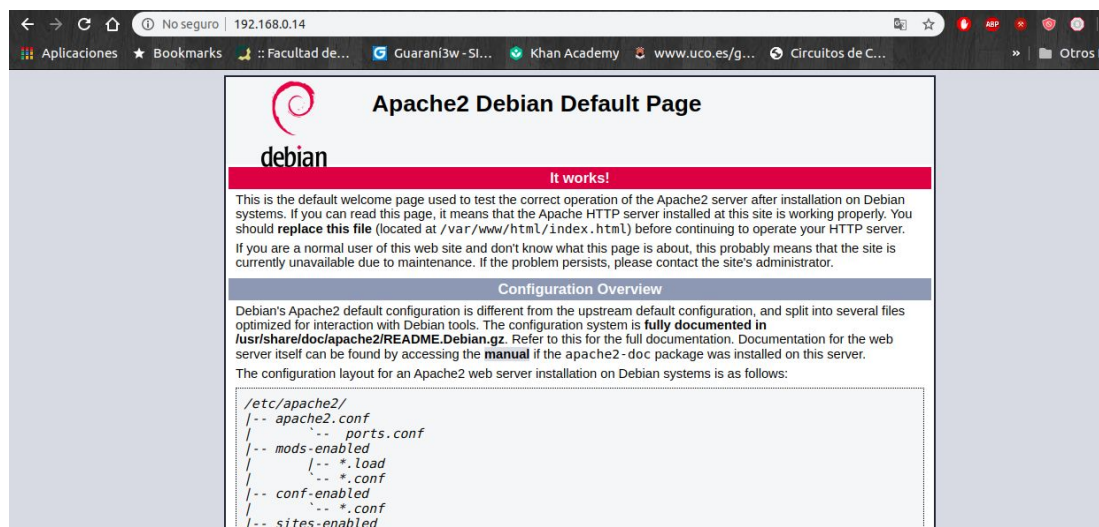 No seguro | 192.168.0.14
ABP
Aplicaciones Bookmarks :: Facultad de... Guaraní3w - SI... Khan Academy www.uco.es/g... Circuitos de C... » Otros
Apache2 Debian Default Page
debian
It works!
This is the default welcome page used to test the correct operation of the Apache2 server after installation on Debian
systems. If you can read this page, it means that the Apache HTTP server installed at this site is working properly. You
should replace this file (located at /var/www/html/index.html) before continuing to operate your HTTP server.
If you are a normal user of this web site and don't know what this page is about, this probably means that the site is
currently unavailable due to maintenance. If the problem persists, please contact the site's administrator.
Configuration Overview
Debian's Apache2 default configuration is different from the upstream default configuration, and split into several files
optimized for interaction with Debian tools. The configuration system is fully documented in
/usr/share/doc/apache2/README.Debian.gz. Refer to this for the full documentation. Documentation for the web
server itself can be found by accessing the manual if the apache2-doc package was installed on this server.
The configuration layout for an Apache2 web server installation on Debian systems is as follows:
/etc/apache2/
|-- apache2.conf
|       `--  ports.conf
|-- mods-enabled
|       |-- *.load
|       `-- *.conf
|-- conf-enabled
|       `-- *.conf
|-- sites-enabled